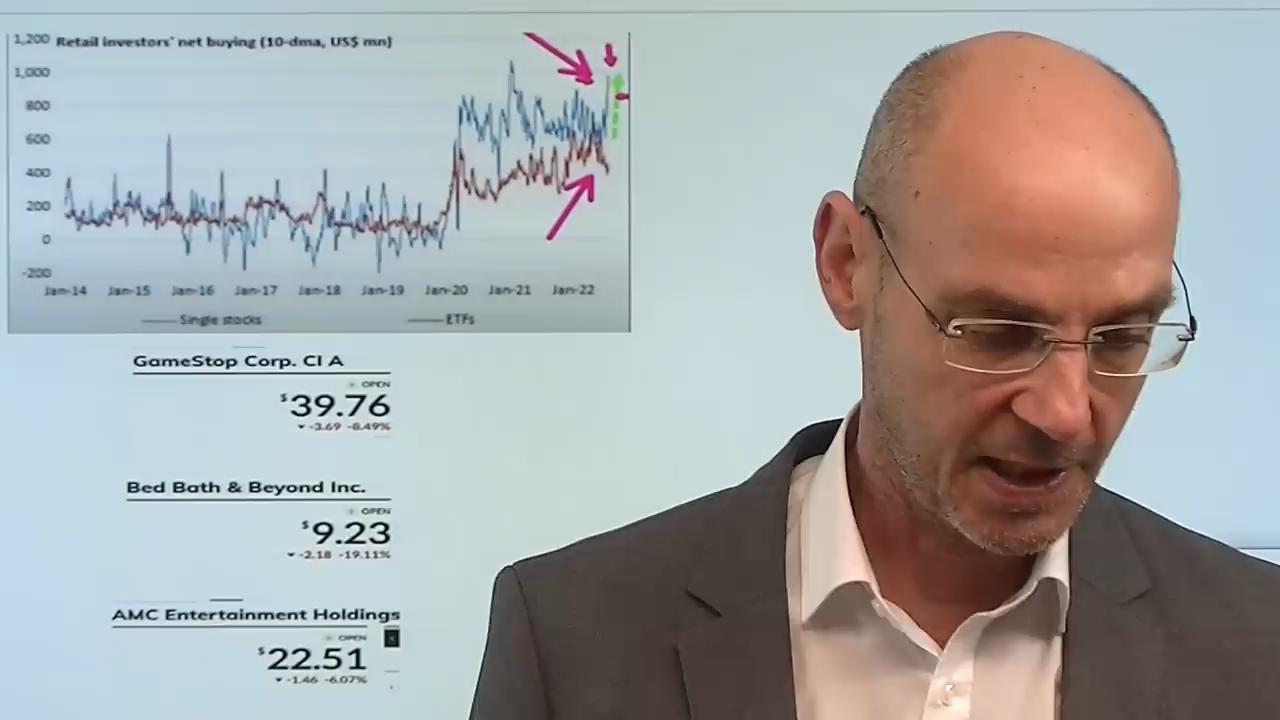 1,200 Retail investors' net buying (10-dma, US$ mn)
1,000
800
600
400
200
0
-200
Jan-14 Jan-15 Jan-16 Jan-17 Jan-18 Jan-19 Jan-20 Jan-21 Jan-22
Single stocks ETFs
GameStop Corp. Cl A
OPEN
$39.76
-3.69 -8.49%
Bed Bath & Beyond Inc.
OPEN
$9.23
-2.18 -19.11%
AMC Entertainment Holdings
OPEN
$22.51
-1.46 -6.07%